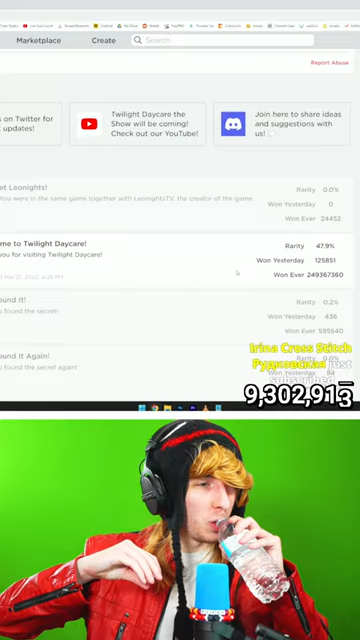 Marketplace
Create
Search
Report Abuse
on Twitter for
updates!
Twilight Daycare the
Show will be coming!
Check out our YouTube!
Join here to share ideas
and suggestions with
us!
et Leonights!
You were in the same game together with LeonightsTV, the creator of the game.
Rarity 0.0%
Won Yesterday 0
Won Ever 24452
me to Twilight Daycare!
you for visiting Twilight Daycare!
Rarity 47.9%
Won Yesterday 125851
Won Ever 249367360
ound It!
ou found the secret!
Rarity 0.2%
Won Yesterday 436
Won Ever 595540
ound It Again!
ou found the secret again!
0.0%
84
Irina Cross Stitch
Рудковская just
subscribed
9,302,913